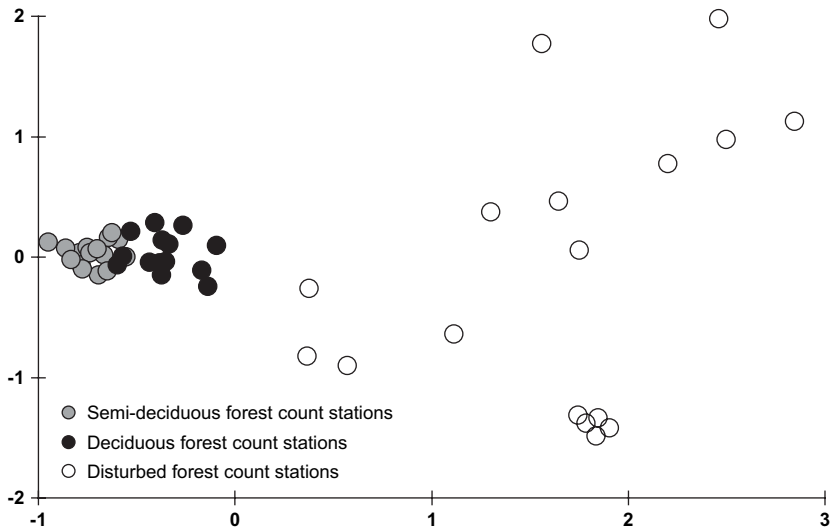 2
1
0
-1
Semi-deciduous forest count stations
Deciduous forest count stations
Disturbed forest count stations
-2
-1 0 1 2 3